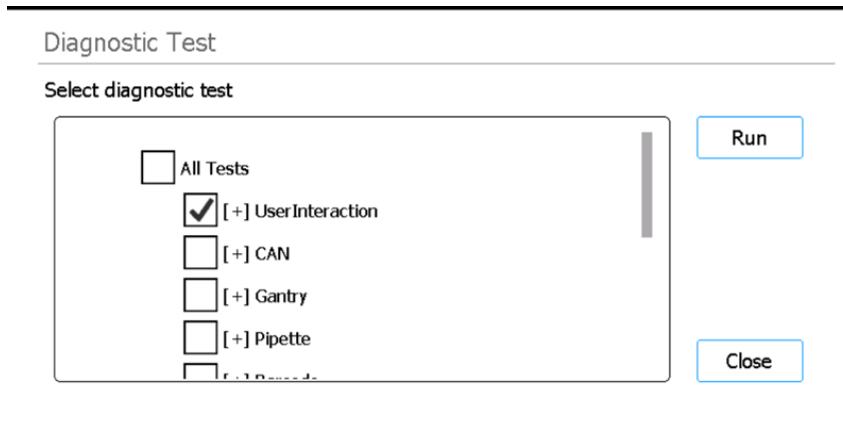 Diagnostic Test
Select diagnostic test
Run
All Tests
[+] UserInteraction
[+] CAN
[+] Gantry
[+] Pipette
Close